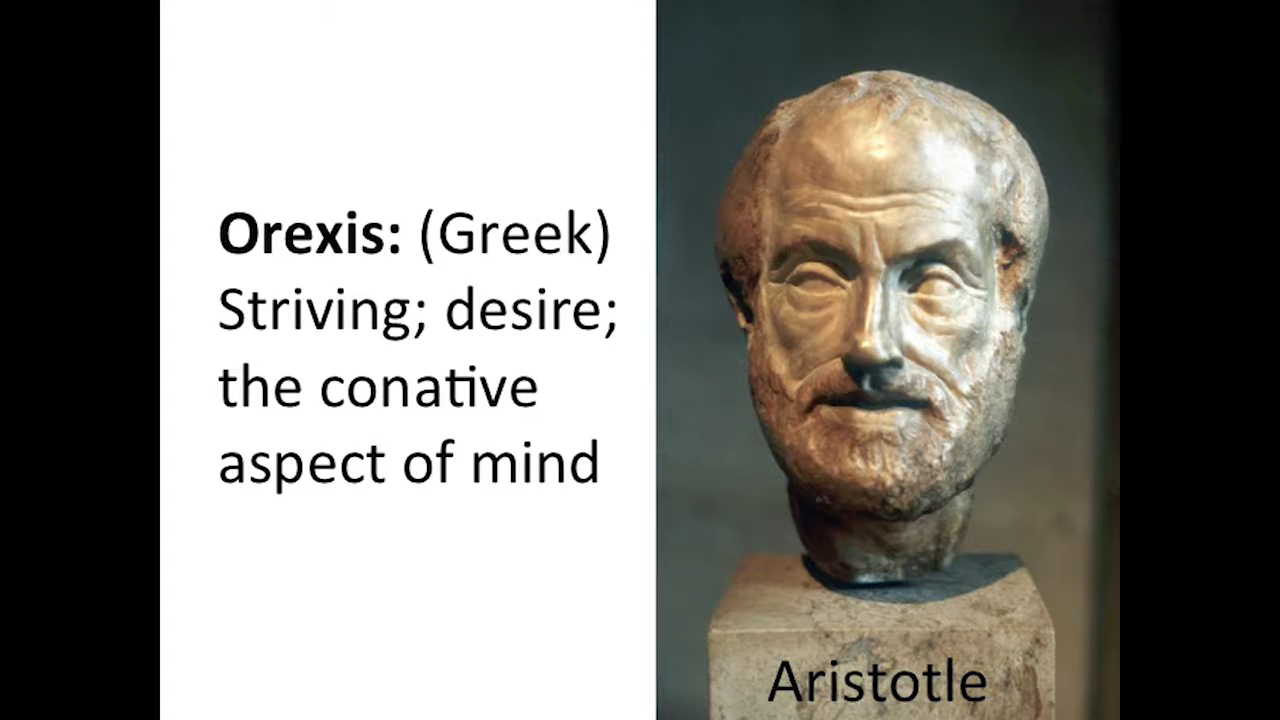 Orexis: (Greek)
Striving; desire;
the conative
aspect of mind
Aristotle